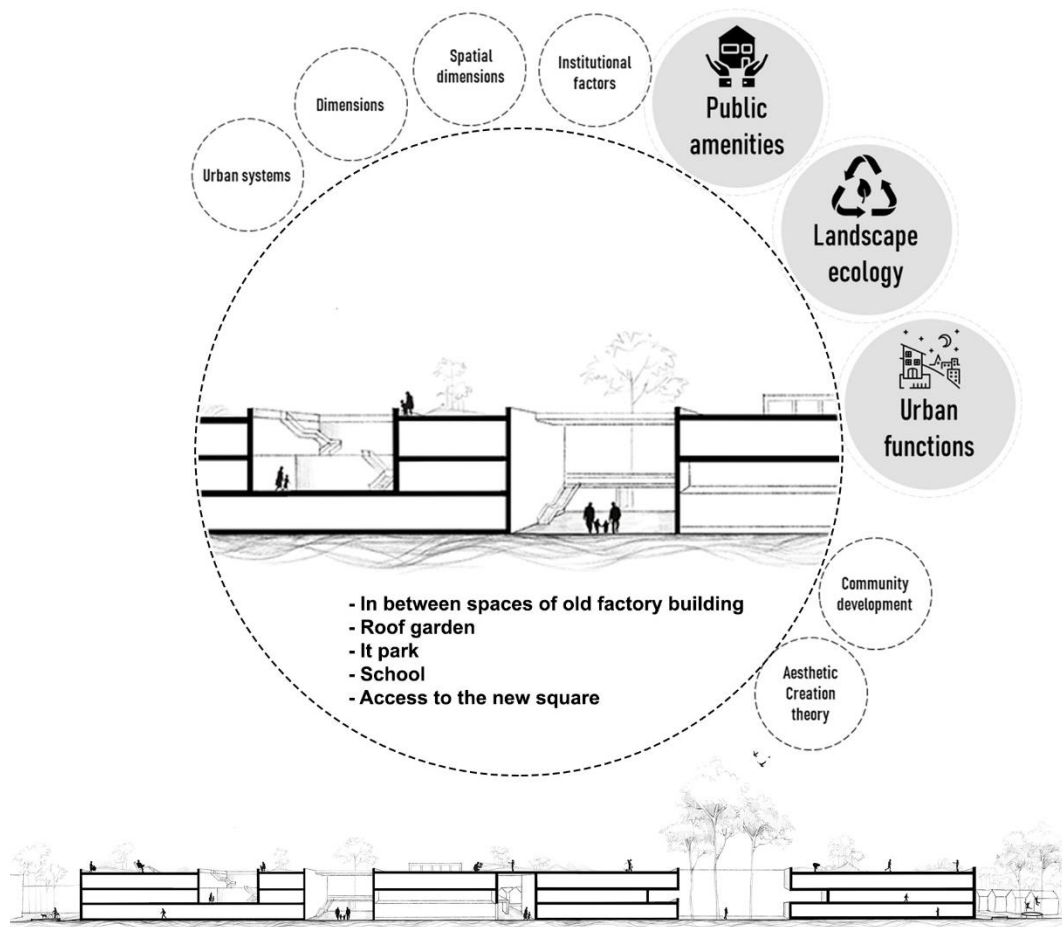 Urban systems
Dimensions
Spatial
dimensions
Institutional
factors
Public
amenities
Landscape
ecology
Urban
functions
Community
development
Aesthetic
Creation
theory
- In between spaces of old factory building
- Roof garden
- It park
- School
- Access to the new square